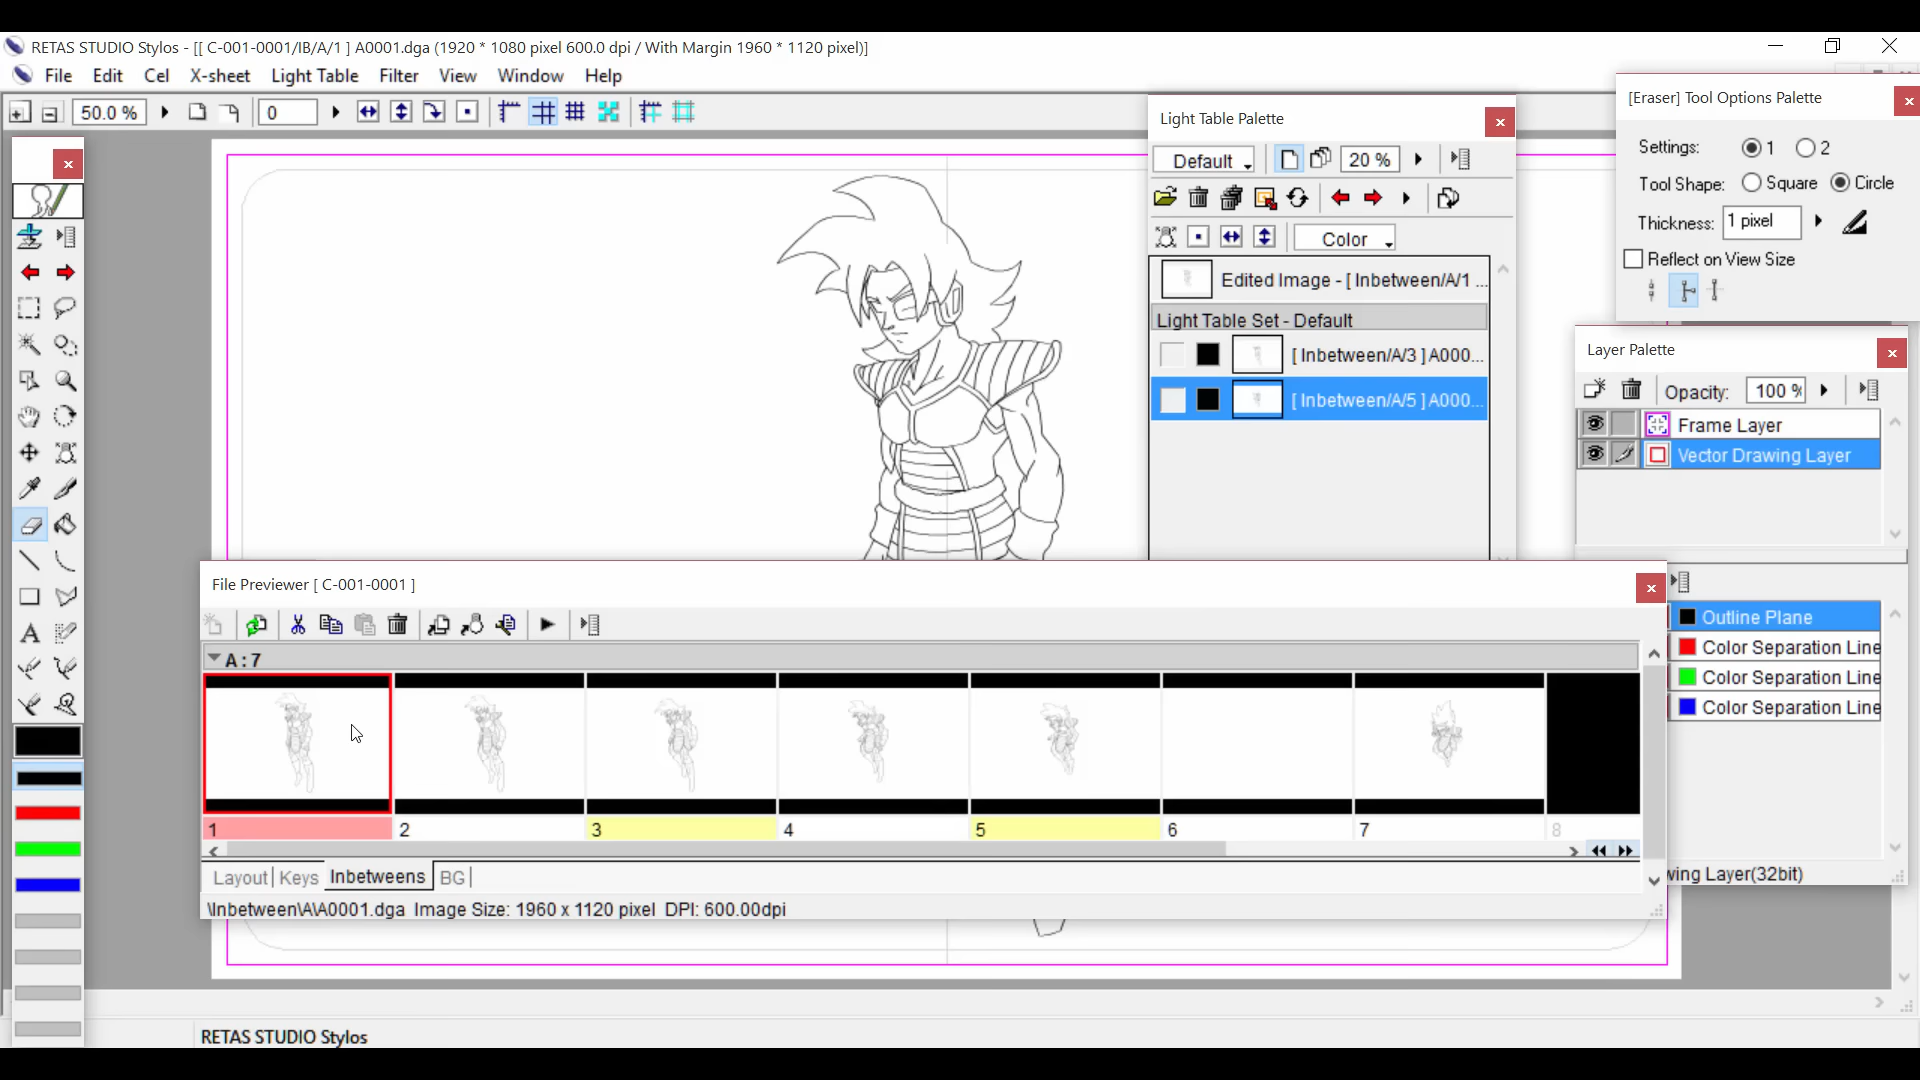 RETAS STUDIO Stylos - [[ C-001-0001/IB/A/1 ] A0001.dga (1920 * 1080 pixel 600.0 dpi / With Margin 1960 * 1120 pixel)]
File Edit Cel X-sheet Light Table Filter View Window Help
50.0 % 0
Light Table Palette
Default 20 %
Color
Edited Image - [ Inbetween/A/1 ...
Light Table Set - Default
[ Inbetween/A/3 ] A000...
[ Inbetween/A/5 ] A000...
[Eraser] Tool Options Palette
Settings: 1 2
Tool Shape: Square Circle
Thickness: 1 pixel
Reflect on View Size
Layer Palette
Opacity: 100 %
Frame Layer
Vector Drawing Layer
Outline Plane
Color Separation Line
Color Separation Line
Color Separation Line
wing Layer(32bit)
File Previewer [ C-001-0001 ]
A : 7
1 2 3 4 5 6 7 8
Layout Keys Inbetweens BG
\Inbetween\A\A0001.dga Image Size: 1960 x 1120 pixel DPI: 600.00dpi
RETAS STUDIO Stylos